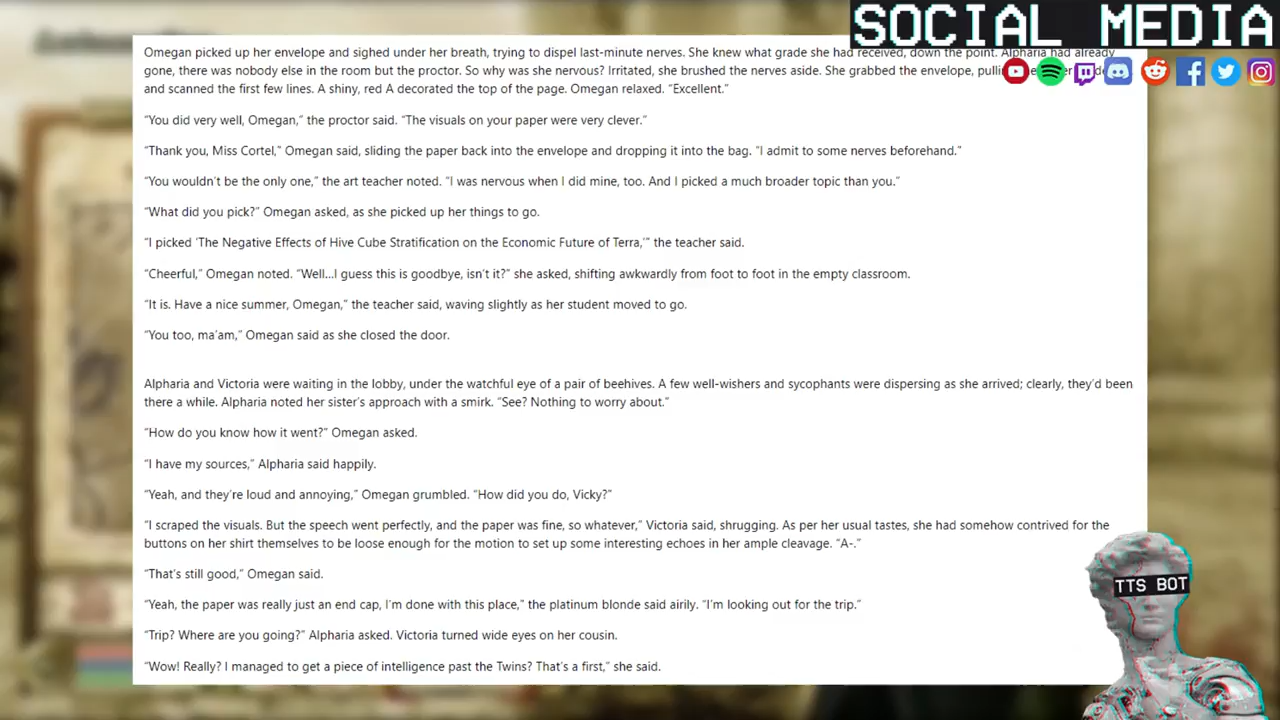 SOCIAL MEDIA
Omegan picked up her envelope and sighed under her breath, trying to dispel last-minute nerves. She knew what grade she had received, down the point. Alpharia had already
gone, there was nobody else in the room but the proctor. So why was she nervous? Irritated, she brushed the nerves aside. She grabbed the envelope,
and scanned the first few lines. A shiny, red A decorated the top of the page. Omegan relaxed. “Excellent.”
“You did very well, Omegan,” the proctor said. “The visuals on your paper were very clever.”
“Thank you, Miss Cortel,” Omegan said, sliding the paper back into the envelope and dropping it into the bag. “I admit to some nerves beforehand.”
“You wouldn’t be the only one,” the art teacher noted. “I was nervous when I did mine, too. And I picked a much broader topic than you.”
“What did you pick?” Omegan asked, as she picked up her things to go.
“I picked ‘The Negative Effects of Hive Cube Stratification on the Economic Future of Terra,’” the teacher said.
“Cheerful,” Omegan noted. “Well…I guess this is goodbye, isn’t it?” she asked, shifting awkwardly from foot to foot in the empty classroom.
“It is. Have a nice summer, Omegan,” the teacher said, waving slightly as her student moved to go.
“You too, ma’am,” Omegan said as she closed the door.
Alpharia and Victoria were waiting in the lobby, under the watchful eye of a pair of beehives. A few well-wishers and sycophants were dispersing as she arrived; clearly, they’d been
there a while. Alpharia noted her sister’s approach with a smirk. “See? Nothing to worry about.”
“How do you know how it went?” Omegan asked.
“I have my sources,” Alpharia said happily.
“Yeah, and they’re loud and annoying,” Omegan grumbled. “How did you do, Vicky?”
“I scraped the visuals. But the speech went perfectly, and the paper was fine, so whatever,” Victoria said, shrugging. As per her usual tastes, she had somehow contrived for the
buttons on her shirt themselves to be loose enough for the motion to set up some interesting echoes in her ample cleavage. “A-.”
“That’s still good,” Omegan said.
“Yeah, the paper was really just an end cap, I’m done with this place,” the platinum blonde said airily. “I’m looking out for the trip.”
“Trip? Where are you going?” Alpharia asked. Victoria turned wide eyes on her cousin.
“Wow! Really? I managed to get a piece of intelligence past the Twins? That’s a first,” she said.
TTS BOT